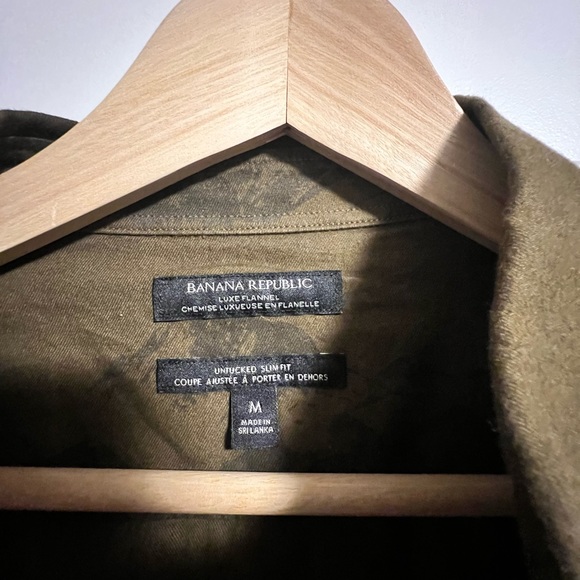 BANANA REPUBLIC
LUXE FLANNEL
CHEMISE LUXUEUSE EN FLANELLE
UNTUCKED SLIM FIT
COUPE AJUSTÉE À PORTER EN DEHORS
M
MADE IN
SRI LANKA